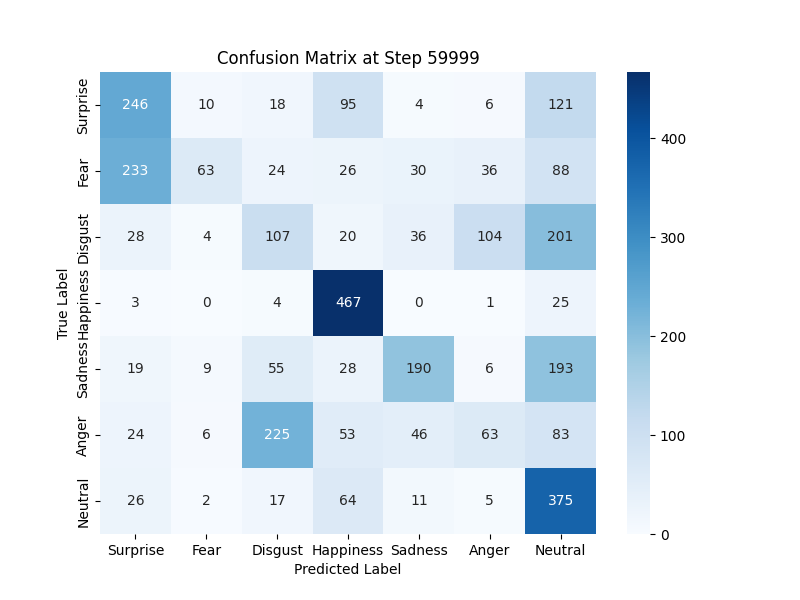 Confusion Matrix at Step 59999
Surprise 246 10 18 95 4 6 121
Fear 233 63 24 26 30 36 88
Disgust 28 4 107 20 36 104 201
Happiness 3 0 4 467 0 1 25
Sadness 19 9 55 28 190 6 193
Anger 24 6 225 53 46 63 83
Neutral 26 2 17 64 11 5 375
True Label
Surprise Fear Disgust Happiness Sadness Anger Neutral
Predicted Label
400
300
200
100
0